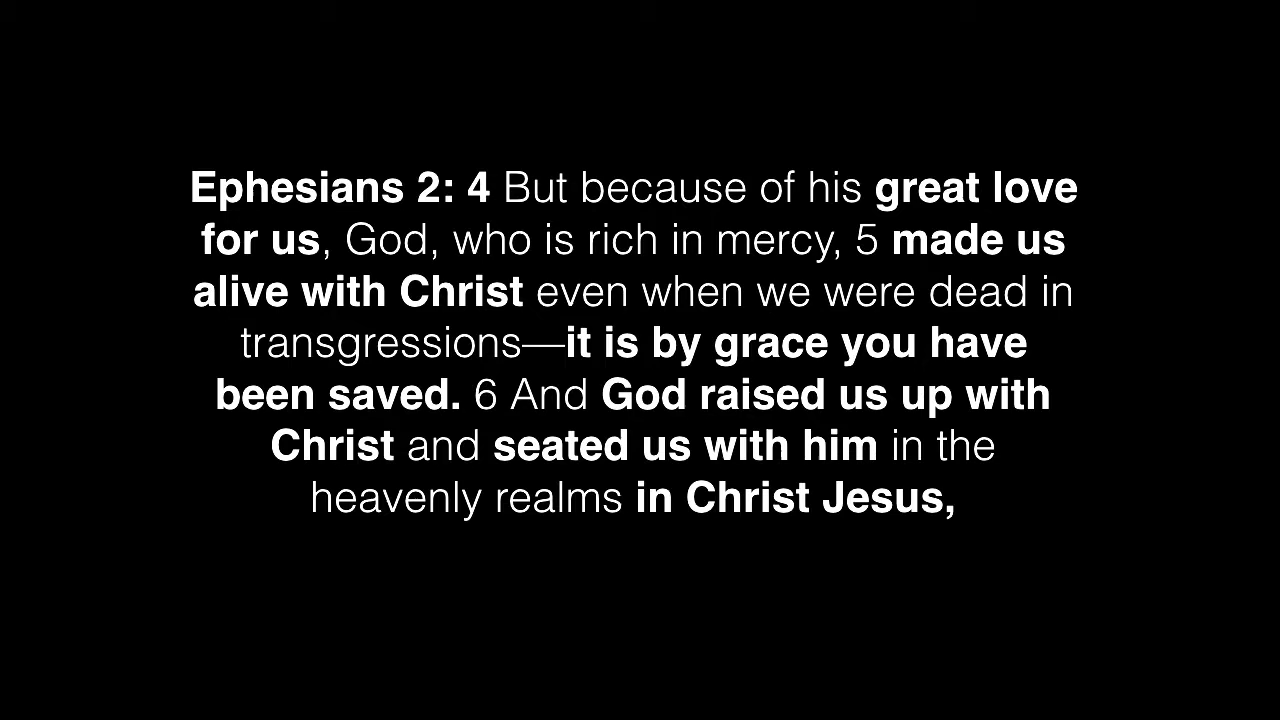 Ephesians 2: 4 But because of his great love
for us, God, who is rich in mercy, 5 made us
alive with Christ even when we were dead in
transgressions—it is by grace you have
been saved. 6 And God raised us up with
Christ and seated us with him in the
heavenly realms in Christ Jesus,